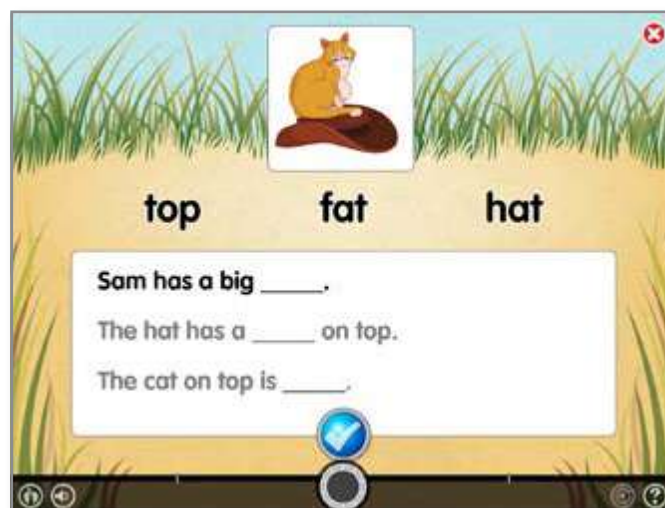 top fat hat
Sam has a big _____.
The hat has a _____ on top.
The cat on top is _____.
?